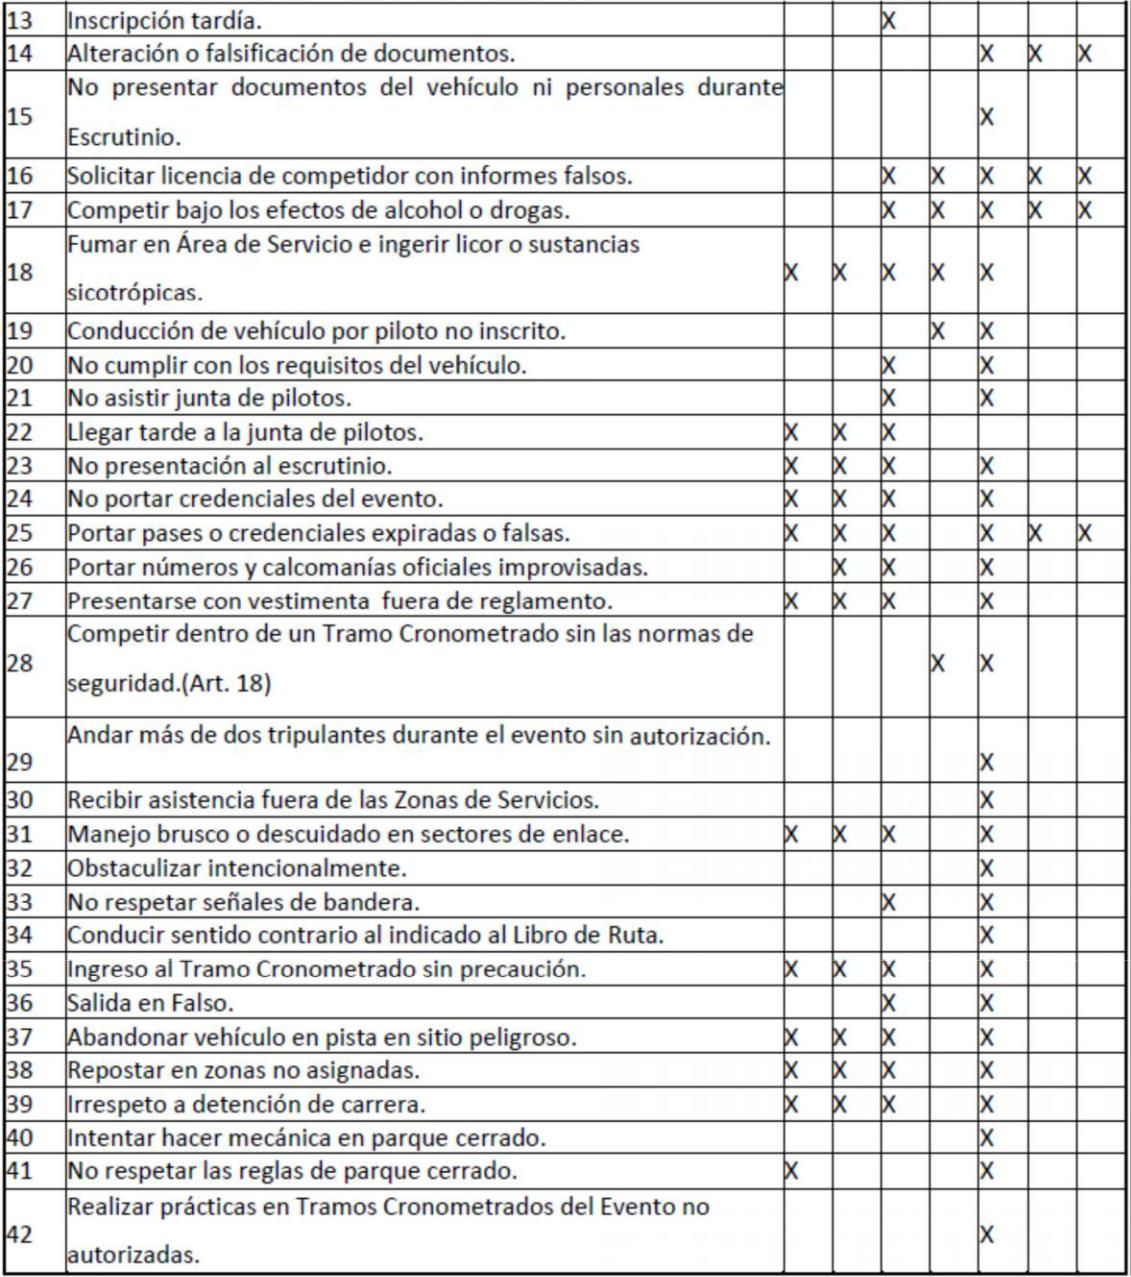 13 Inscripción tardía. X
14 Alteración o falsificación de documentos. X X X
No presentar documentos del vehículo ni personales durante
15 X
Escrutinio.
16 Solicitar licencia de competidor con informes falsos. X X X X X
17 Competir bajo los efectos de alcohol o drogas. X X X X X
Fumar en Área de Servicio e ingerir licor o sustancias
18 X X X X X
sicotrópicas.
19 Conducción de vehículo por piloto no inscrito. X X
20 No cumplir con los requisitos del vehículo. X X
21 No asistir junta de pilotos. X X
22 Llegar tarde a la junta de pilotos. X X X
23 No presentación al escrutinio. X X X X
24 No portar credenciales del evento. X X X X
25 Portar pases o credenciales expiradas o falsas. X X X X X X
26 Portar números y calcomanías oficiales improvisadas. X X X
27 Presentarse con vestimenta fuera de reglamento. X X X X
Competir dentro de un Tramo Cronometrado sin las normas de
28 X X
seguridad.(Art. 18)
Andar más de dos tripulantes durante el evento sin autorización.
29 X
30 Recibir asistencia fuera de las Zonas de Servicios. X
31 Manejo brusco o descuidado en sectores de enlace. X X X X
32 Obstaculizar intencionalmente. X
33 No respetar señales de bandera. X X
34 Conducir sentido contrario al indicado al Libro de Ruta. X
35 Ingreso al Tramo Cronometrado sin precaución. X X X X
36 Salida en Falso. X X
37 Abandonar vehículo en pista en sitio peligroso. X X X X
38 Repostar en zonas no asignadas. X X X X
39 Irrespeto a detención de carrera. X X X X
40 Intentar hacer mecánica en parque cerrado. X
41 No respetar las reglas de parque cerrado. X X
Realizar prácticas en Tramos Cronometrados del Evento no
42 X
autorizadas.